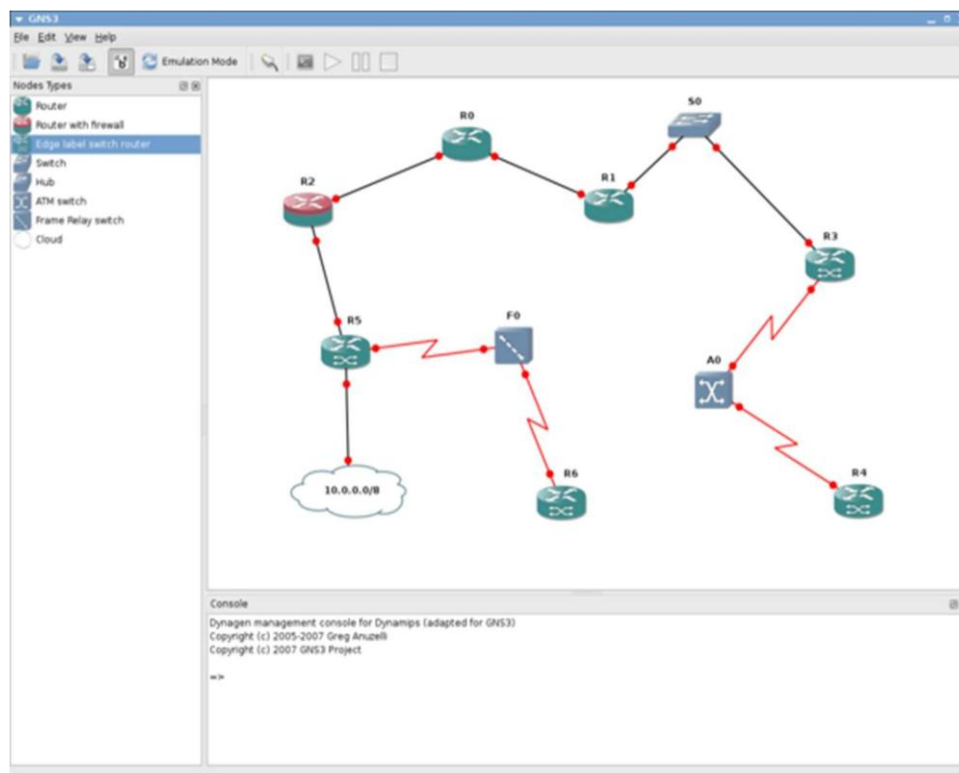 GNS3
File Edit View Help
Emulation Mode
Nodes Types
Router
Router with firewall
Edge label switch router
Switch
Hub
ATM switch
Frame Relay switch
Cloud
S0
R0
R1
R2
R3
F0
R5
A0
R6
R4
10.0.0.0/8
Console
Dynagen management console for Dynamips (adapted for GNS3)
Copyright (c) 2005-2007 Greg Anuzelli
Copyright (c) 2007 GNS3 Project
=>